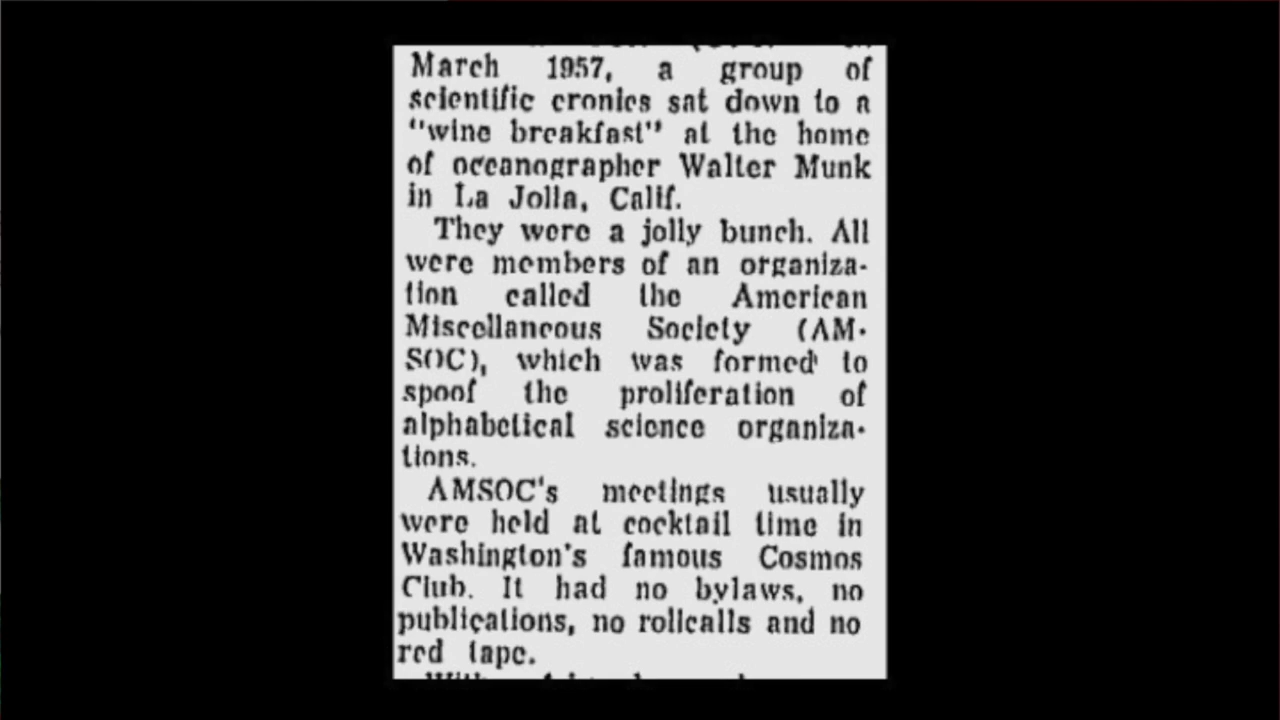 March 1957, a group of
scientific cronies sat down to a
"wine breakfast" at the home
of oceanographer Walter Munk
in La Jolla, Calif.
They were a jolly bunch. All
were members of an organiza-
tion called the American
Miscellaneous Society (AM-
SOC), which was formed to
spoof the proliferation of
alphabetical science organiza-
tions.
AMSOC's meetings usually
were held at cocktail time in
Washington's famous Cosmos
Club. It had no bylaws, no
publications, no rollcalls and no
red tape.